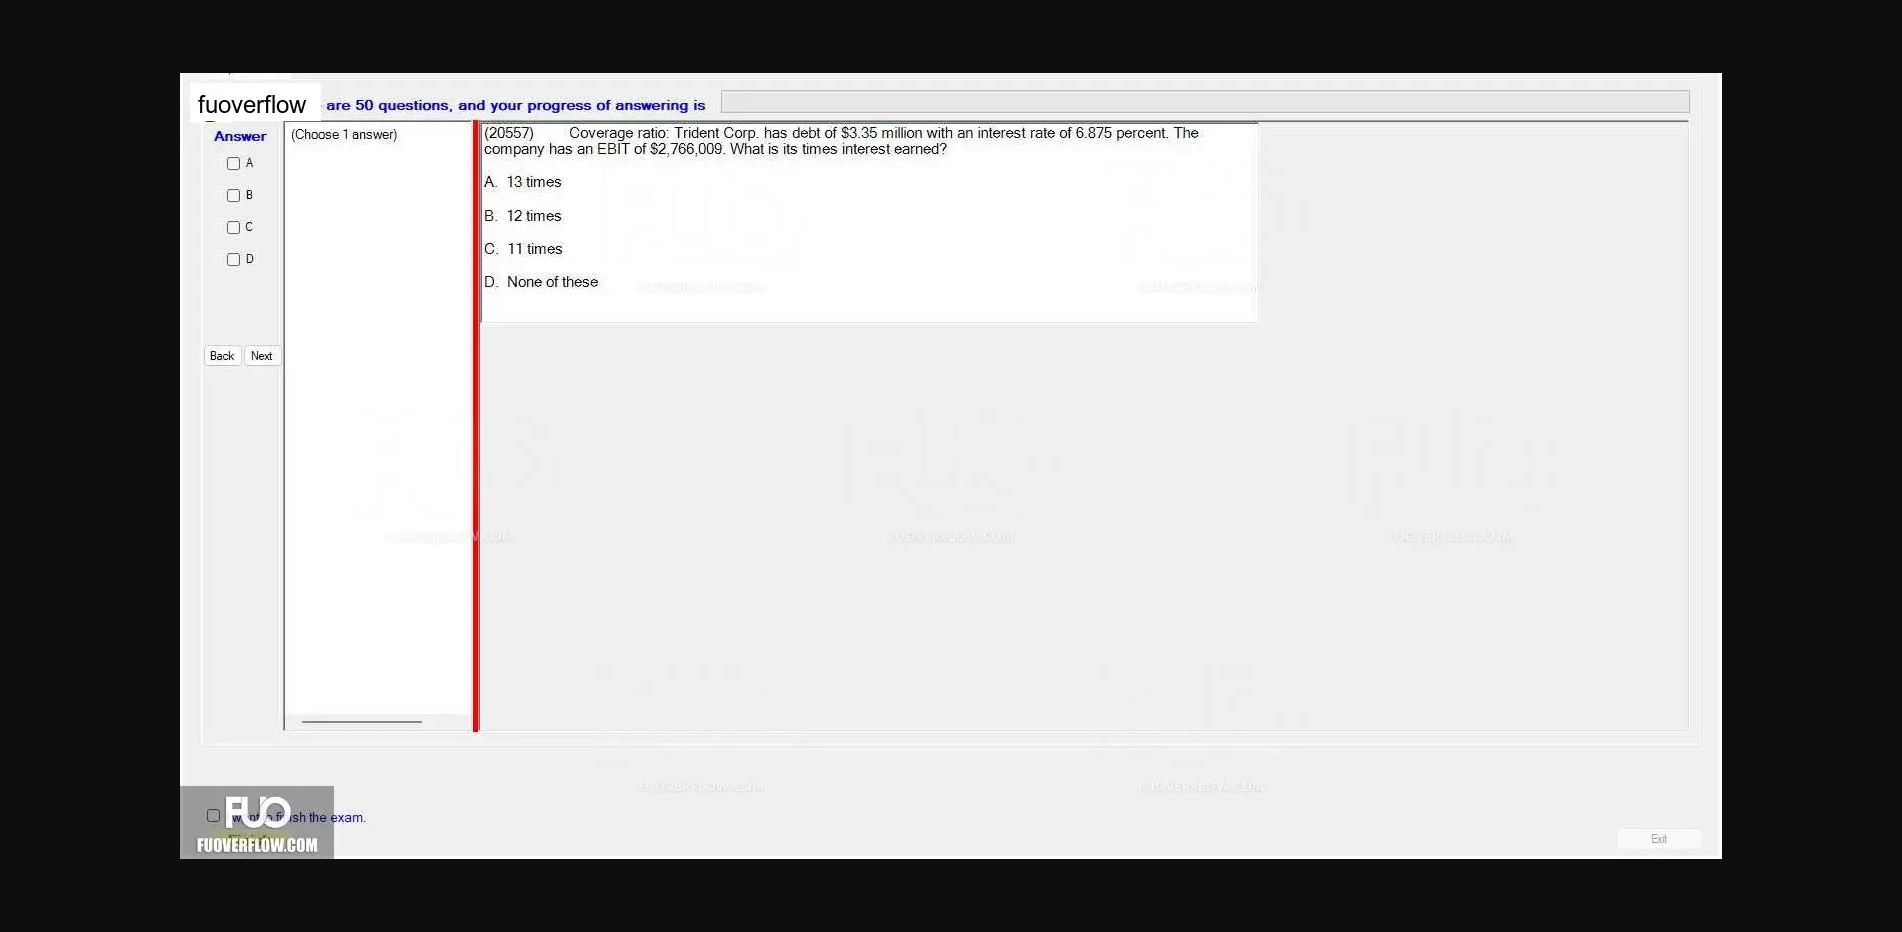 fuoverflow
are 50 questions, and your progress of answering is
Answer
(Choose 1 answer)
A
B
C
D
Back Next
(20557) Coverage ratio: Trident Corp. has debt of $3.35 million with an interest rate of 6.875 percent. The
company has an EBIT of $2,766,009. What is its times interest earned?
A. 13 times
B. 12 times
C. 11 times
D. None of these
FUOVERFLOW.COM
FUOVERFLOW.COM
FUOVERFLOW.COM
FUOVERFLOW.COM
FUOVERFLOW.COM
FUOVERFLOW.COM
FUOVERFLOW.COM
FUO
the exam.
FUOVERFLOW.COM
Exit